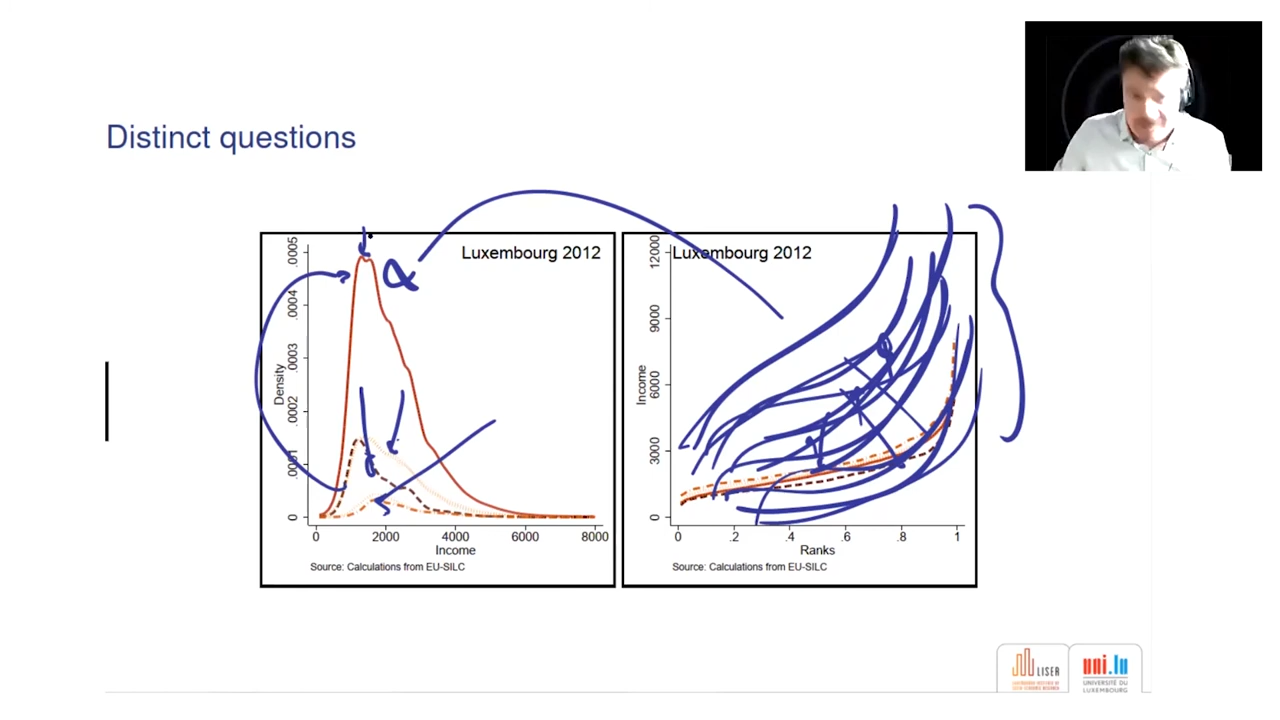 Distinct questions
Luxembourg 2012
Density
0 .0001 .0002 .0003 .0004 .0005
0 2000 4000 6000 8000
Income
Source: Calculations from EU-SILC
Luxembourg 2012
Income
0 3000 6000 9000 12000
0 .2 .4 .6 .8 1
Ranks
Source: Calculations from EU-SILC
LISER
uni.lu
UNIVERSITÉ DU
LUXEMBOURG